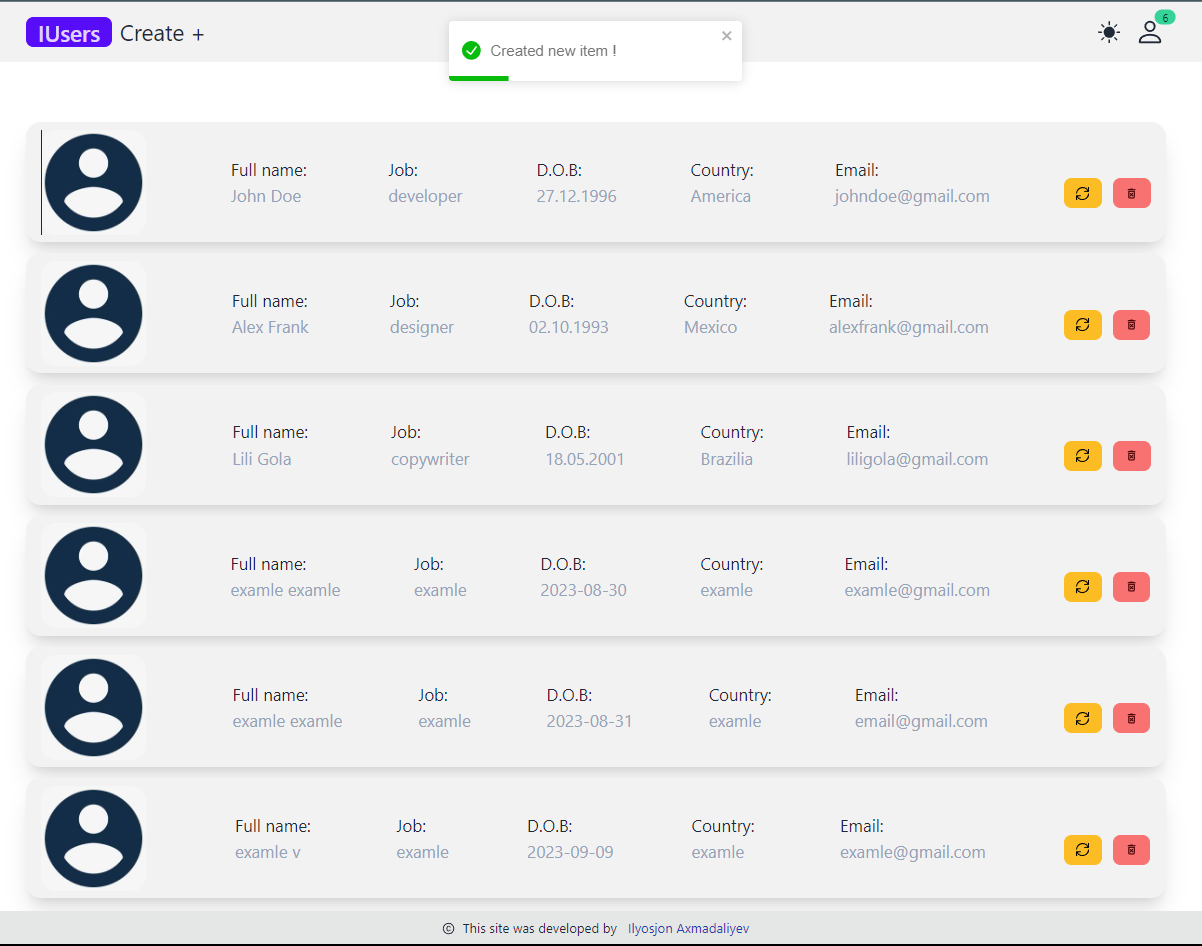 IUsers Create + 6
Created new item !
Full name: Job: D.O.B: Country: Email:
John Doe developer 27.12.1996 America johndoe@gmail.com
Full name: Job: D.O.B: Country: Email:
Alex Frank designer 02.10.1993 Mexico alexfrank@gmail.com
Full name: Job: D.O.B: Country: Email:
Lili Gola copywriter 18.05.2001 Brazilia liligola@gmail.com
Full name: Job: D.O.B: Country: Email:
examle examle examle 2023-08-30 examle examle@gmail.com
Full name: Job: D.O.B: Country: Email:
examle examle examle 2023-08-31 examle email@gmail.com
Full name: Job: D.O.B: Country: Email:
examle v examle 2023-09-09 examle examle@gmail.com
© This site was developed by Ilyosjon Axmadaliyev